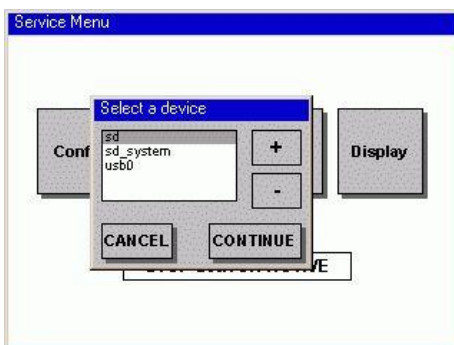 Service Menu
Select a device
sd
sd_system
usb0
+
-
Conf
Display
CANCEL
CONTINUE